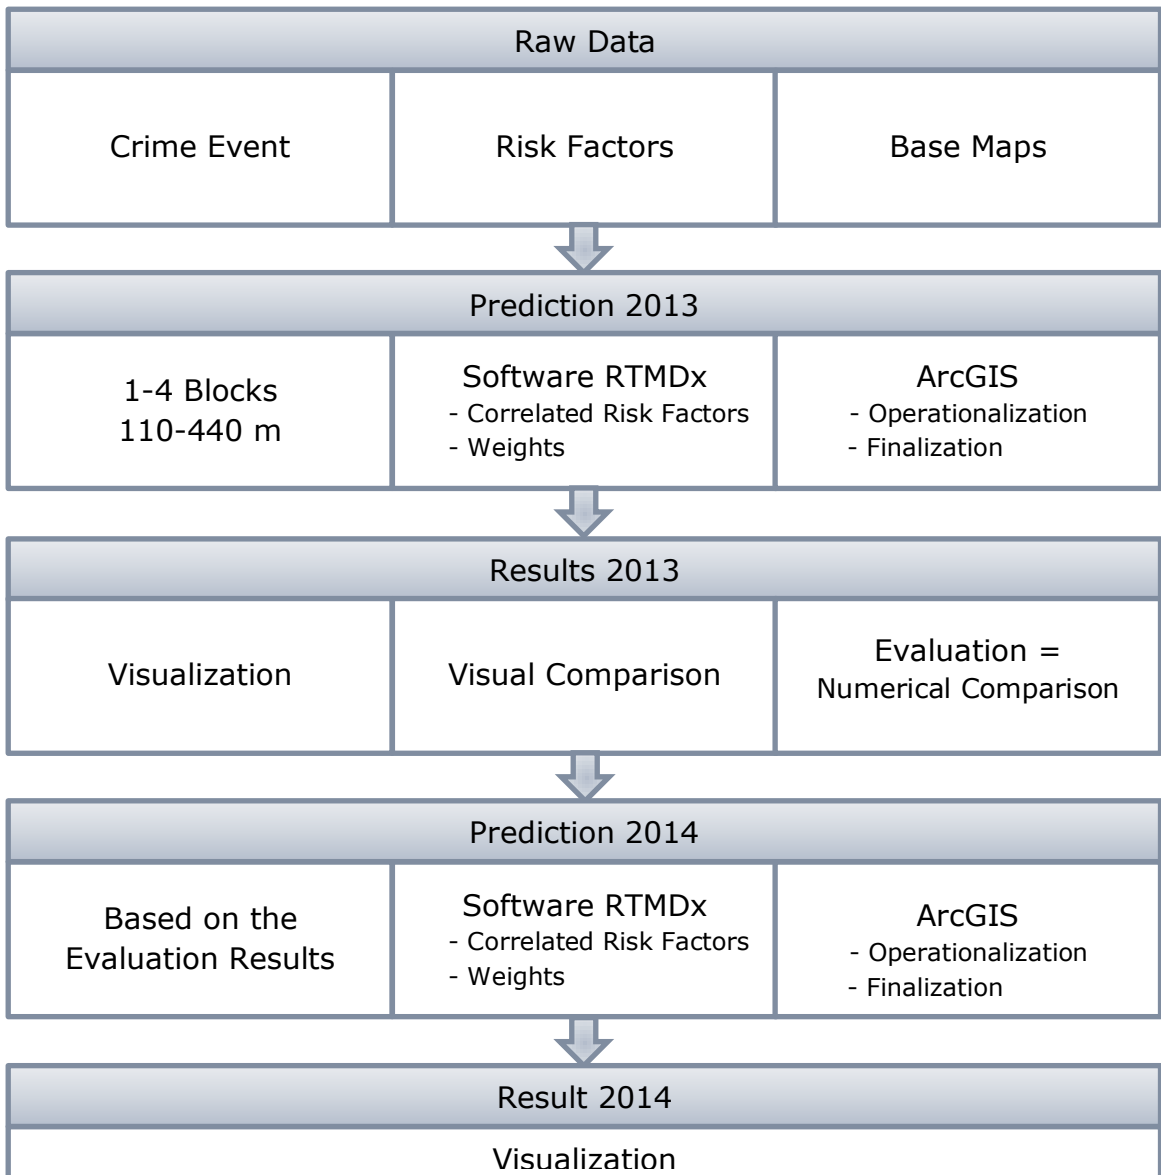 Raw Data
Crime Event
Risk Factors
Base Maps
Prediction 2013
1-4 Blocks
110-440 m
Software RTMDx
- Correlated Risk Factors
- Weights
ArcGIS
- Operationalization
- Finalization
Results 2013
Visualization
Visual Comparison
Evaluation =
Numerical Comparison
Prediction 2014
Based on the
Evaluation Results
Software RTMDx
- Correlated Risk Factors
- Weights
ArcGIS
- Operationalization
- Finalization
Result 2014
Visualization